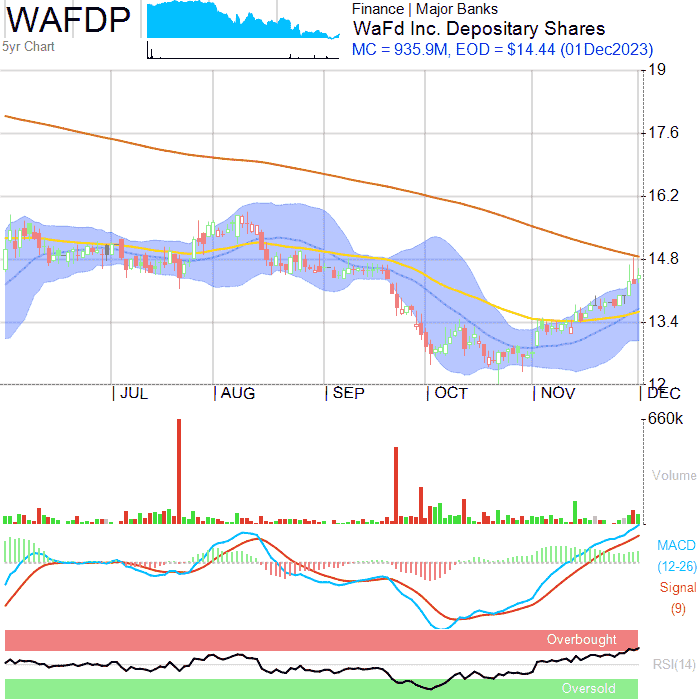 WAFDP
5yr Chart
Finance | Major Banks
WaFd Inc. Depositary Shares
MC = 935.9M, EOD = $14.44 (01Dec2023)
19
17.6
16.2
14.8
13.4
12
JUL AUG SEP OCT NOV DEC
660k
Volume
MACD
(12-26)
Signal
(9)
Overbought
RSI(14)
Oversold